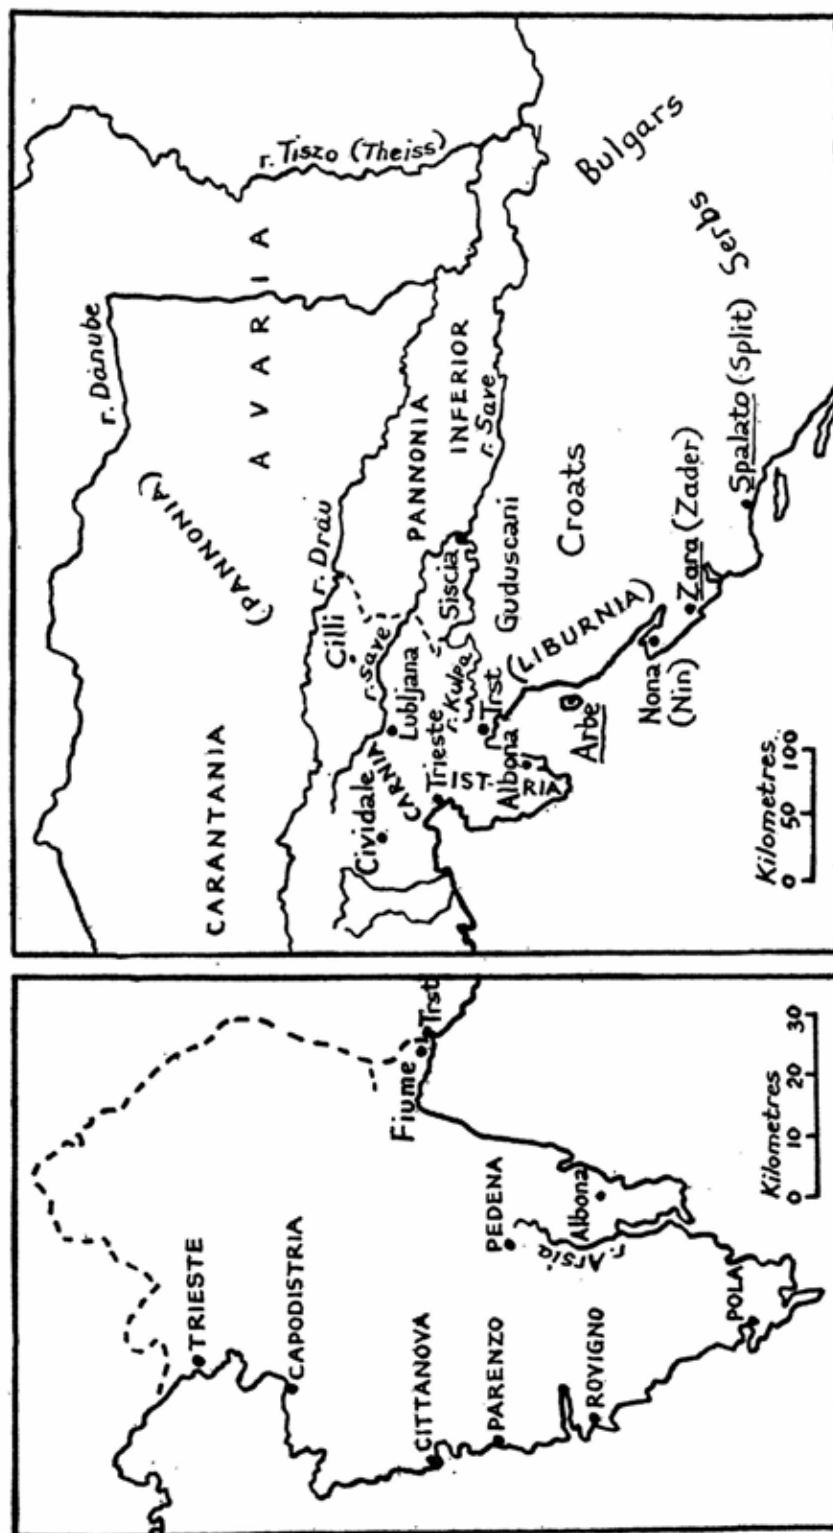 TRIESTE
CAPODISTRIA
CITTANOVA
PARENZO
ROVIGNO
POLA
PEDENA
r. Arsia
Albona
Fiume
Trst
Kilometres
0 10 20 30
CARANTANIA
(PANNONIA)
AVARIA
r. Danube
r. Tiszo (Theiss)
r. Drau
Cilli
r. Save
Cividale
CARNIA
Lubljana
Trieste
IST-
RIA
Albona
r. Kulpa
Trst
Siscia
PANNONIA
INFERIOR
r. Save
Guduscani
Croats
(LIBURNIA)
Arbe
Nona
(Nin)
Zara (Zader)
Spalato (Split)
Serbs
Bulgars
Kilometres
0 50 100